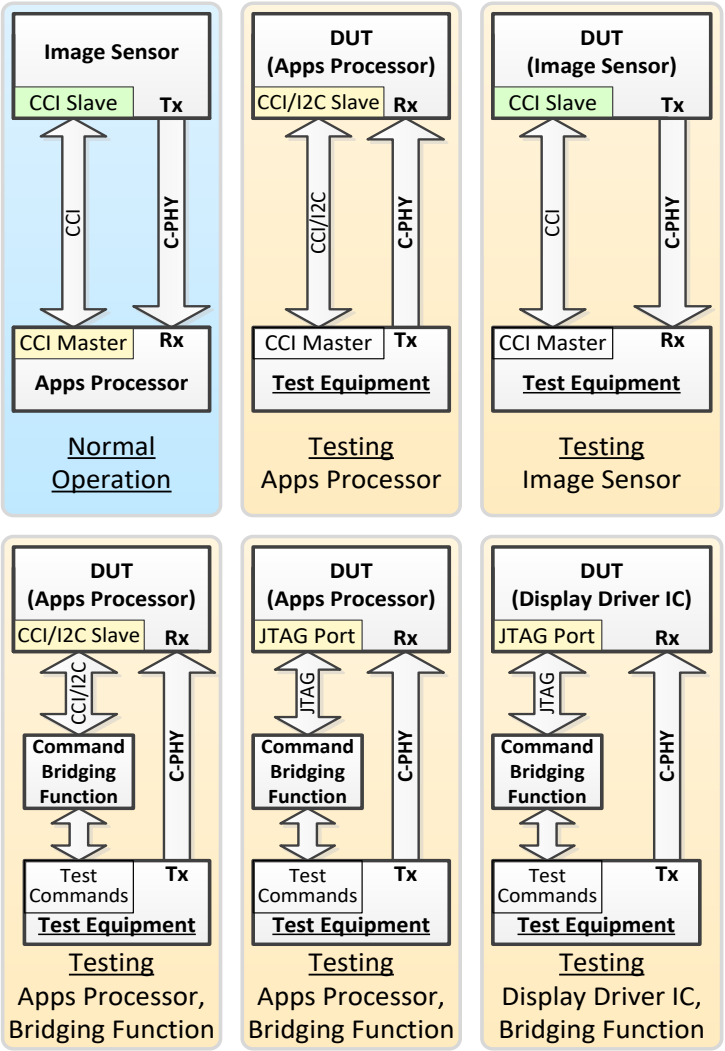 Image Sensor
CCI Slave
Tx
CCI
C-PHY
CCI Master
Rx
Apps Processor
Normal
Operation
DUT
(Apps Processor)
CCI/I2C Slave
Rx
CCI/I2C
C-PHY
CCI Master
Tx
Test Equipment
Testing
Apps Processor
DUT
(Image Sensor)
CCI Slave
Tx
CCI
C-PHY
CCI Master
Rx
Test Equipment
Testing
Image Sensor
DUT
(Apps Processor)
CCI/I2C Slave
Rx
CCI/I2C
C-PHY
Command
Bridging
Function
Test
Commands
Tx
Test Equipment
Testing
Apps Processor,
Bridging Function
DUT
(Apps Processor)
JTAG Port
Rx
JTAG
C-PHY
Command
Bridging
Function
Test
Commands
Tx
Test Equipment
Testing
Apps Processor,
Bridging Function
DUT
(Display Driver IC)
JTAG Port
Rx
JTAG
C-PHY
Command
Bridging
Function
Test
Commands
Tx
Test Equipment
Testing
Display Driver IC,
Bridging Function